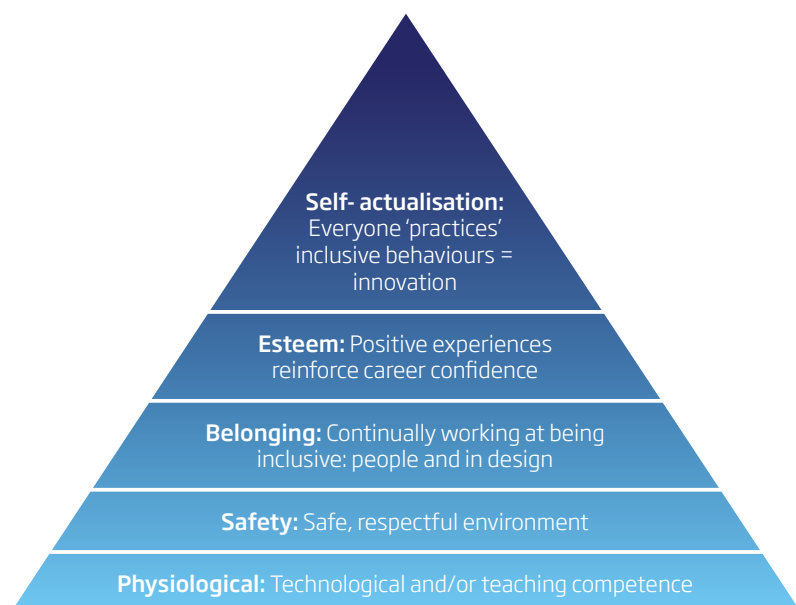 Self- actualisation:
Everyone ‘practices’
inclusive behaviours =
innovation
Esteem: Positive experiences
reinforce career confidence
Belonging: Continually working at being
inclusive: people and in design
Safety: Safe, respectful environment
Physiological: Technological and/or teaching competence